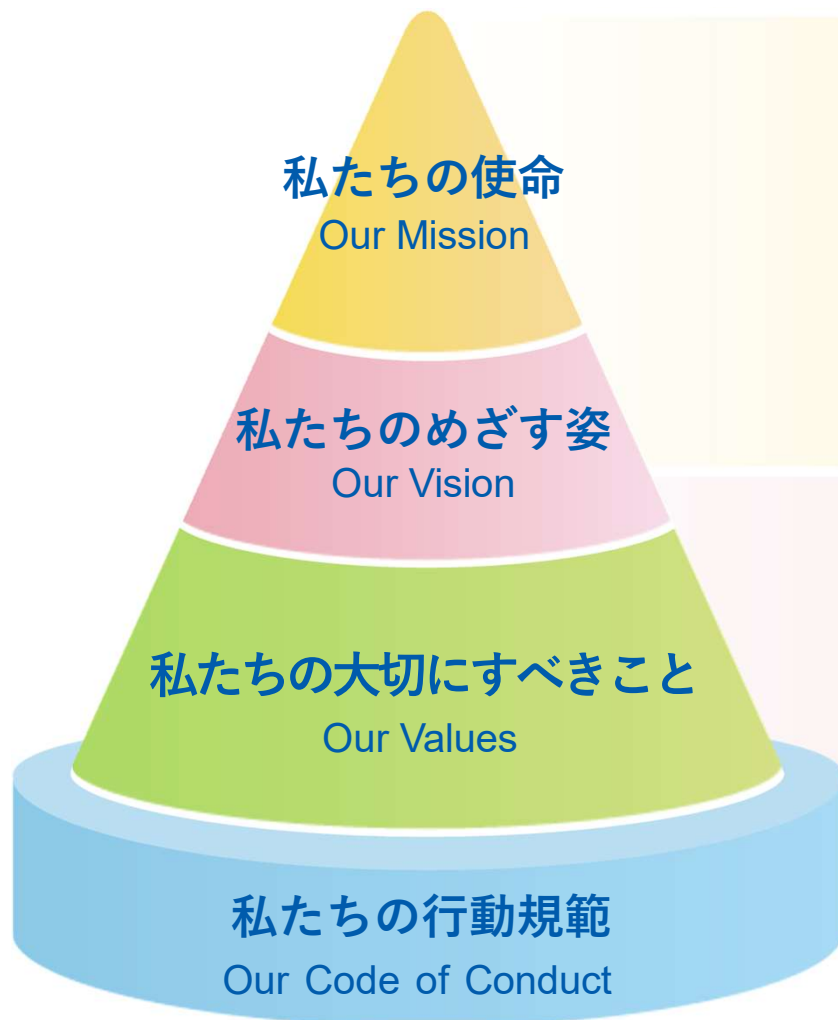 私たちの使命
Our Mission
私たちのめざす姿
Our Vision
私たちの大切にすべきこと
Our Values
私たちの行動規範
Our Code of Conduct